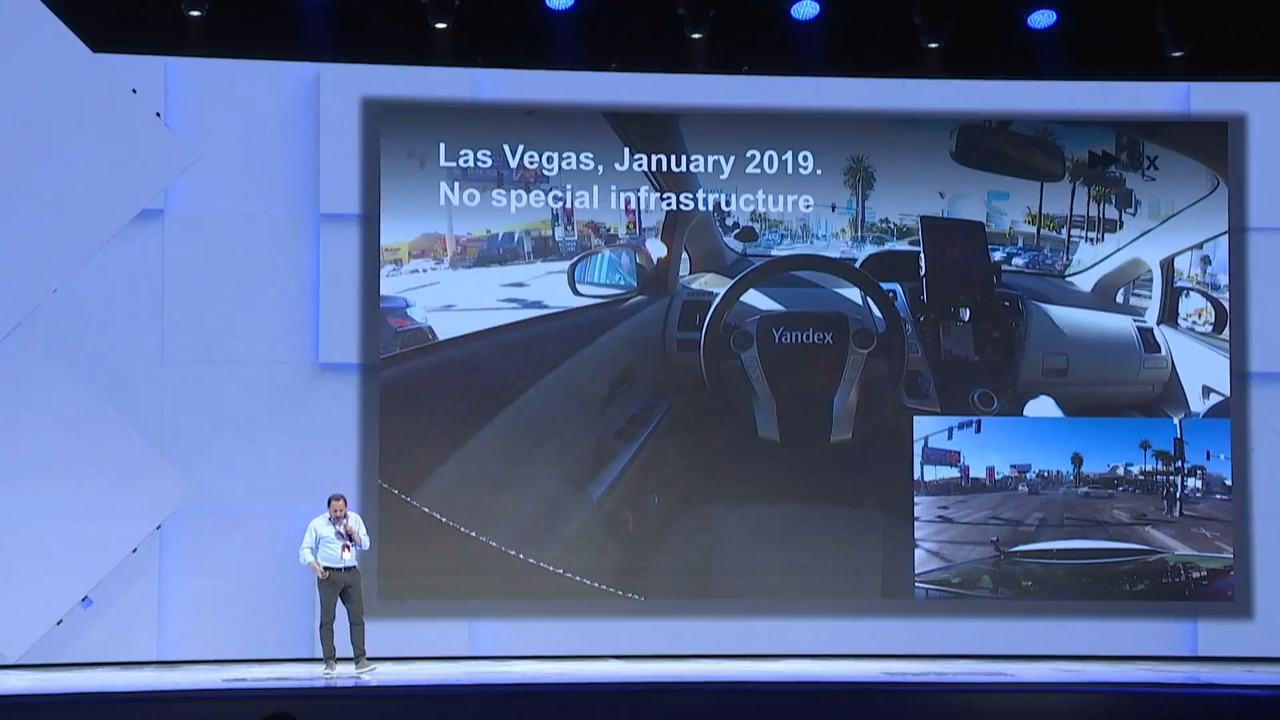 Las Vegas, January 2019.
No special infrastructure
Yandex